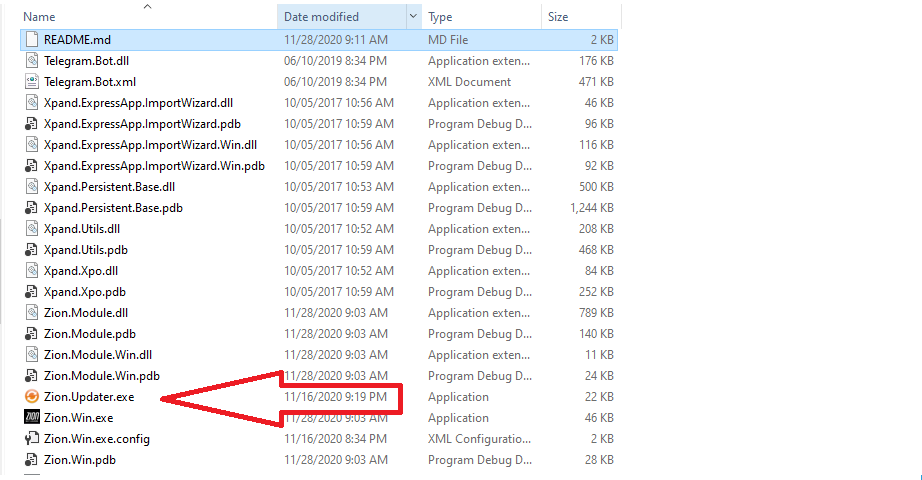 Name Date modified Type Size
README.md 11/28/2020 9:11 AM MD File 2 KB
Telegram.Bot.dll 06/10/2019 8:34 PM Application exten... 176 KB
Telegram.Bot.xml 06/10/2019 8:34 PM XML Document 471 KB
Xpand.ExpressApp.ImportWizard.dll 10/05/2017 10:56 AM Application exten... 46 KB
Xpand.ExpressApp.ImportWizard.pdb 10/05/2017 10:59 AM Program Debug D... 96 KB
Xpand.ExpressApp.ImportWizard.Win.dll 10/05/2017 10:56 AM Application exten... 116 KB
Xpand.ExpressApp.ImportWizard.Win.pdb 10/05/2017 10:59 AM Program Debug D... 92 KB
Xpand.Persistent.Base.dll 10/05/2017 10:53 AM Application exten... 500 KB
Xpand.Persistent.Base.pdb 10/05/2017 10:59 AM Program Debug D... 1,244 KB
Xpand.Utils.dll 10/05/2017 10:52 AM Application exten... 208 KB
Xpand.Utils.pdb 10/05/2017 10:59 AM Program Debug D... 468 KB
Xpand.Xpo.dll 10/05/2017 10:52 AM Application exten... 84 KB
Xpand.Xpo.pdb 10/05/2017 10:59 AM Program Debug D... 252 KB
Zion.Module.dll 11/28/2020 9:03 AM Application exten... 789 KB
Zion.Module.pdb 11/28/2020 9:03 AM Program Debug D... 140 KB
Zion.Module.Win.dll 11/28/2020 9:03 AM Application exten... 11 KB
Zion.Module.Win.pdb 11/28/2020 9:03 AM Program Debug D... 24 KB
Zion.Updater.exe 11/16/2020 9:19 PM Application 22 KB
ZION Zion.Win.exe 11/28/2020 9:03 AM Application 46 KB
Zion.Win.exe.config 11/16/2020 8:34 PM XML Configuratio... 2 KB
Zion.Win.pdb 11/28/2020 9:03 AM Program Debug D... 28 KB